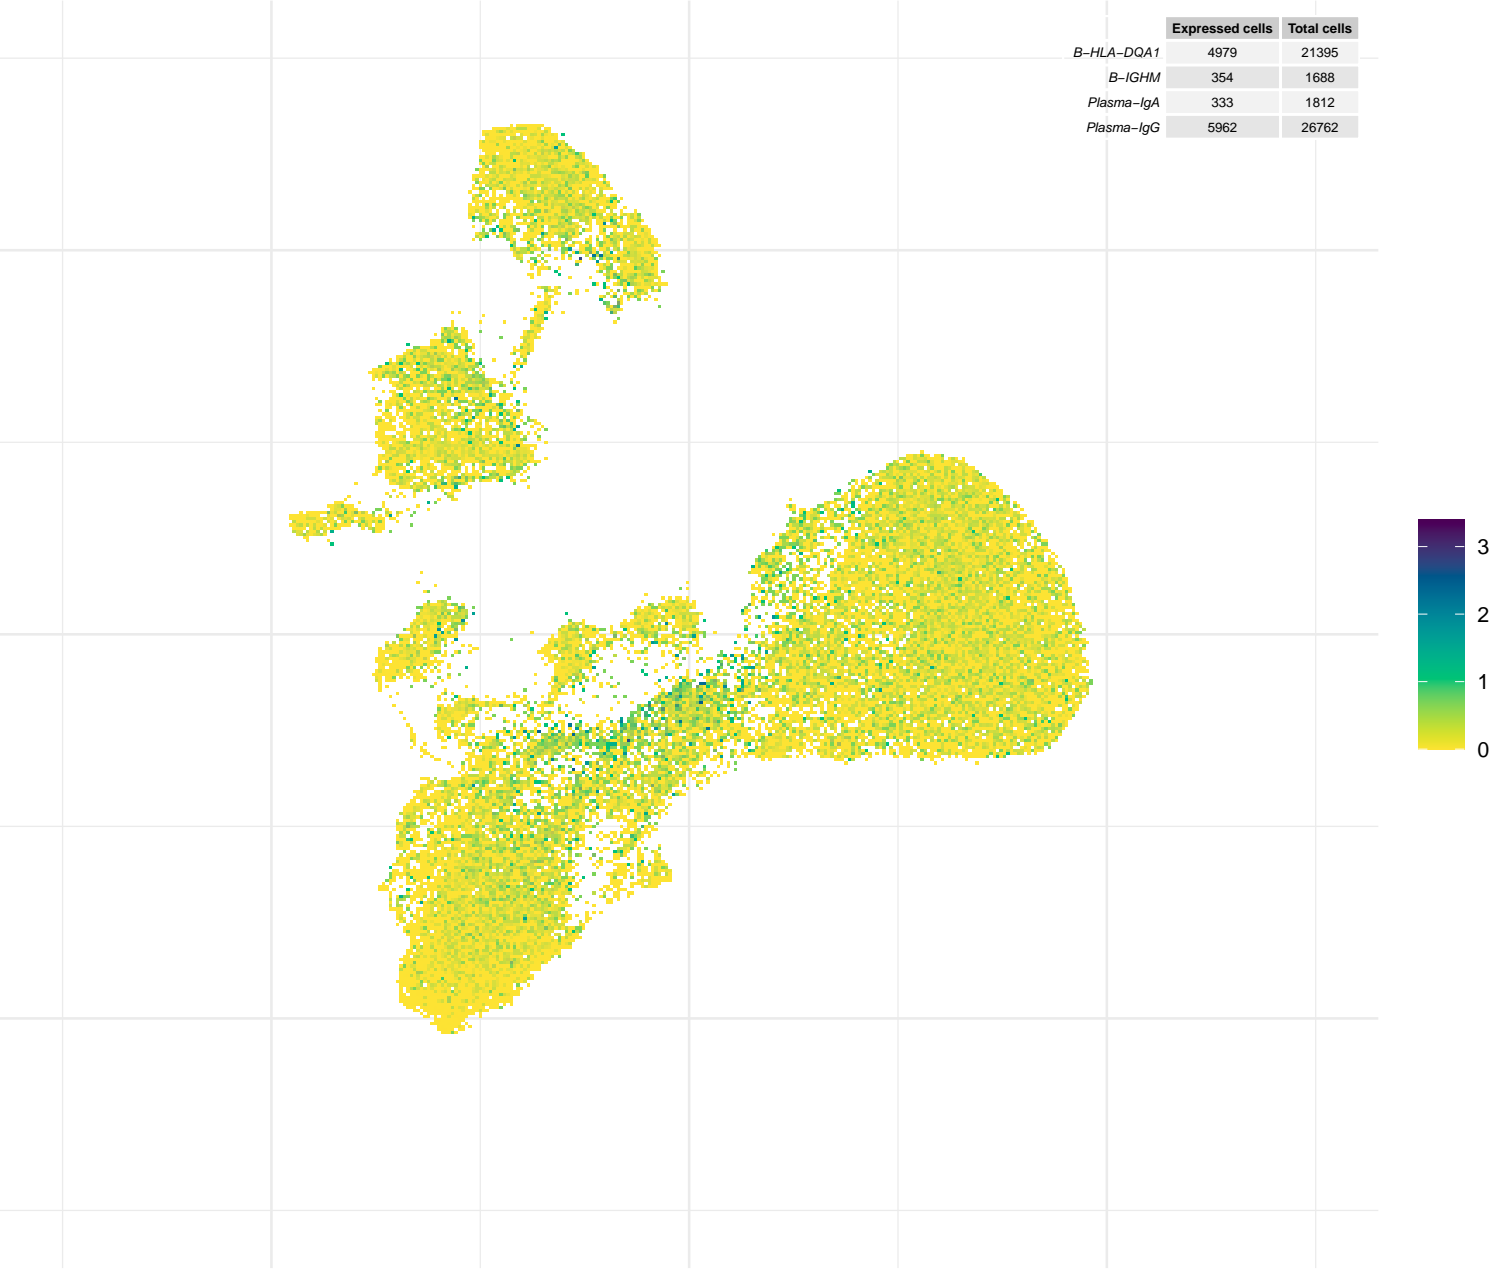 Expressed cells Total cells
B−HLA−DQA1 4979 21395
B−IGHM 354 1688
Plasma−IgA 333 1812
Plasma−IgG 5962 26762
3
2
1
0